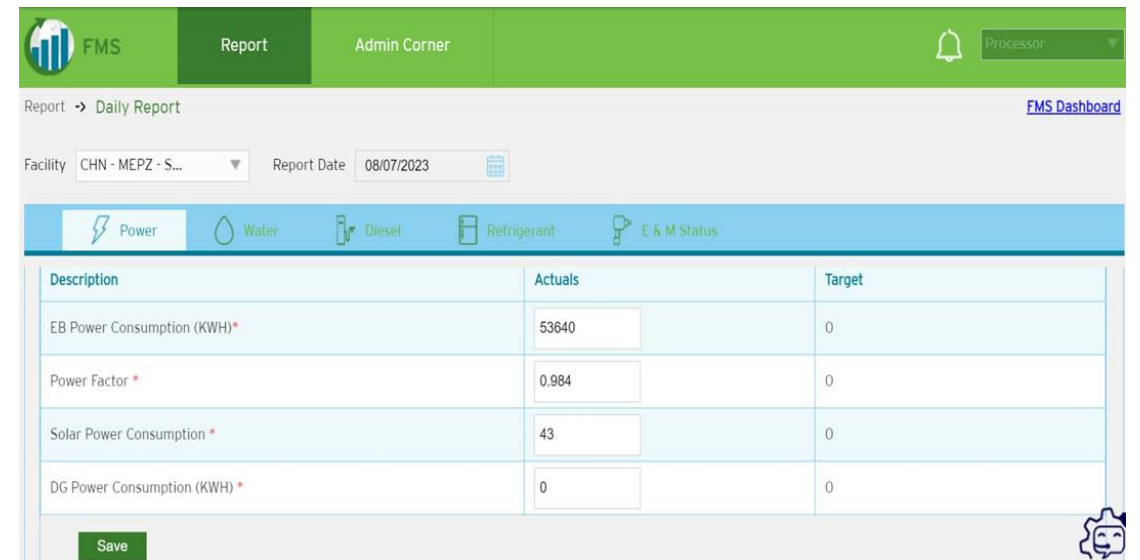 FMS Report Admin Corner Processor
Report -> Daily Report FMS Dashboard
Facility CHN - MEPZ - S... Report Date 08/07/2023
Power Water Diesel Refrigerant E & M Status
Description Actuals Target
EB Power Consumption (KWH)* 53640 0
Power Factor * 0.984 0
Solar Power Consumption * 43 0
DG Power Consumption (KWH) * 0 0
Save